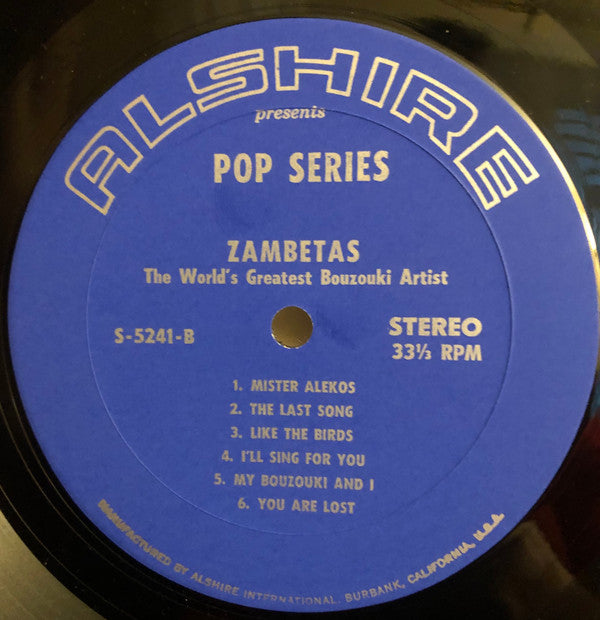 ALSHIRE
presents
POP SERIES
ZAMBETAS
The World's Greatest Bouzouki Artist
S-5241-B
STEREO
33⅓ RPM
1. MISTER ALEKOS
2. THE LAST SONG
3. LIKE THE BIRDS
4. I'LL SING FOR YOU
5. MY BOUZOUKI AND I
6. YOU ARE LOST
MANUFACTURED BY ALSHIRE INTERNATIONAL, BURBANK, CALIFORNIA, U.S.A.